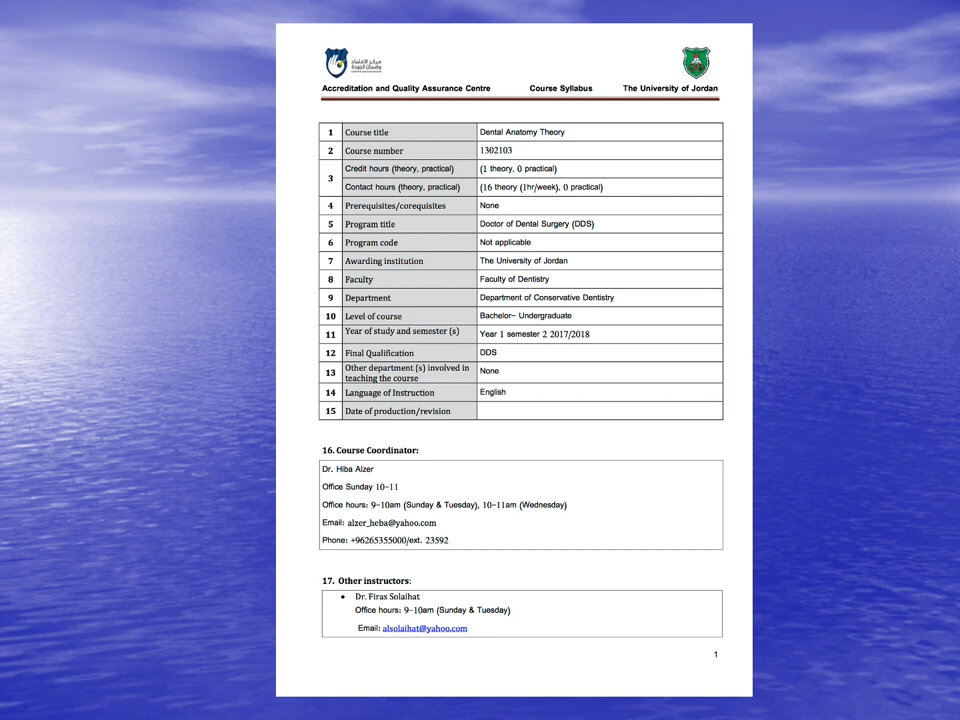 مركز الاعتماد
وضمان الجودة
Accreditation and Quality Assurance Centre Course Syllabus The University of Jordan
1 Course title Dental Anatomy Theory
2 Course number 1302103
3 Credit hours (theory, practical) (1 theory, 0 practical)
Contact hours (theory, practical) (16 theory (1hr/week), 0 practical)
4 Prerequisites/corequisites None
5 Program title Doctor of Dental Surgery (DDS)
6 Program code Not applicable
7 Awarding institution The University of Jordan
8 Faculty Faculty of Dentistry
9 Department Department of Conservative Dentistry
10 Level of course Bachelor– Undergraduate
11 Year of study and semester (s) Year 1 semester 2 2017/2018
12 Final Qualification DDS
13 Other department (s) involved in
teaching the course None
14 Language of Instruction English
15 Date of production/revision
16. Course Coordinator:
Dr. Hiba Alzer
Office Sunday 10–11
Office hours: 9–10am (Sunday & Tuesday), 10–11am (Wednesday)
Email: alzer_heba@yahoo.com
Phone: +96265355000/ext. 23592
17. Other instructors:
• Dr. Firas Solaihat
Office hours: 9–10am (Sunday & Tuesday)
Email: alsolaihat@yahoo.com
1